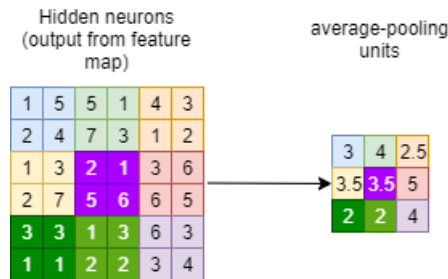 Hidden neurons
(output from feature
map)
average-pooling
units
1 5 5 1 4 3
2 4 7 3 1 2
1 3 2 1 3 6
2 7 5 6 6 5
3 3 1 3 6 3
1 1 2 2 3 4
3 4 2.5
3.5 3.5 5
2 2 4